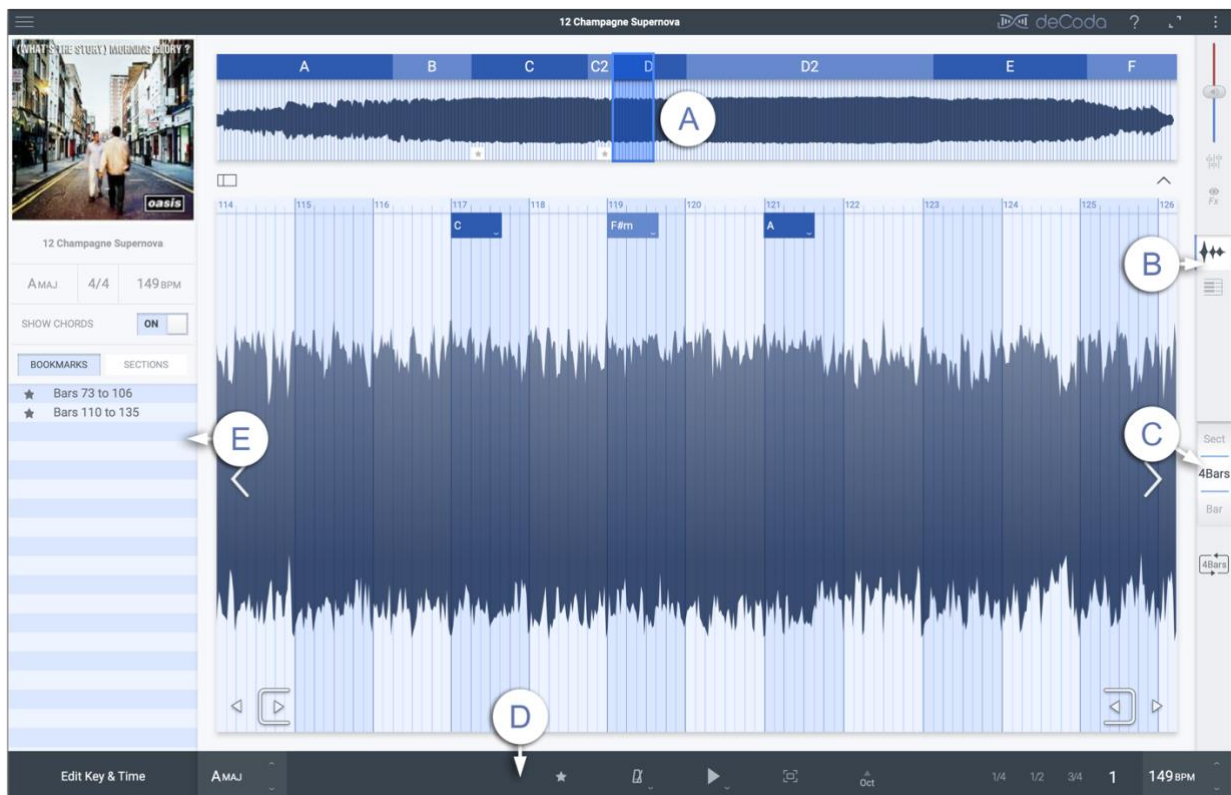 12 Champagne Supernova
deCoda
?
(WHAT'S THE STORY) MORNING GLORY ?
oasis
A B C C2 D D2 E F
A
114 115 116 117 118 119 120 121 122 123 124 125 126
C F#m A
12 Champagne Supernova
AMAJ 4/4 149 BPM
SHOW CHORDS ON
BOOKMARKS SECTIONS
Bars 73 to 106
Bars 110 to 135
Fx
B
C
E
D
Sect
4Bars
Bar
4Bars
Edit Key & Time AMAJ Oct 1/4 1/2 3/4 1 149 BPM